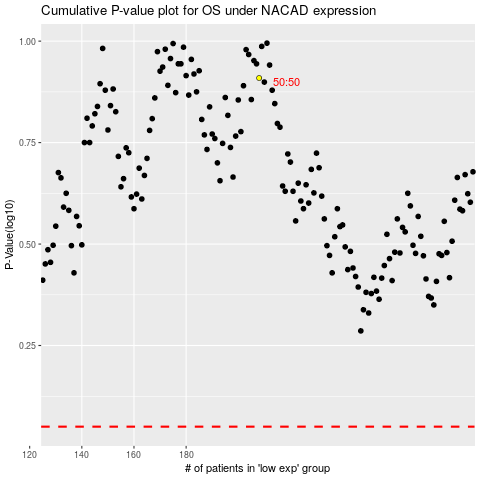 Cumulative P-value plot for OS under NACAD expression
1.00
50:50
0.75
P-Value(log10)
0.50
0.25
120 140 160 180
# of patients in 'low exp' group